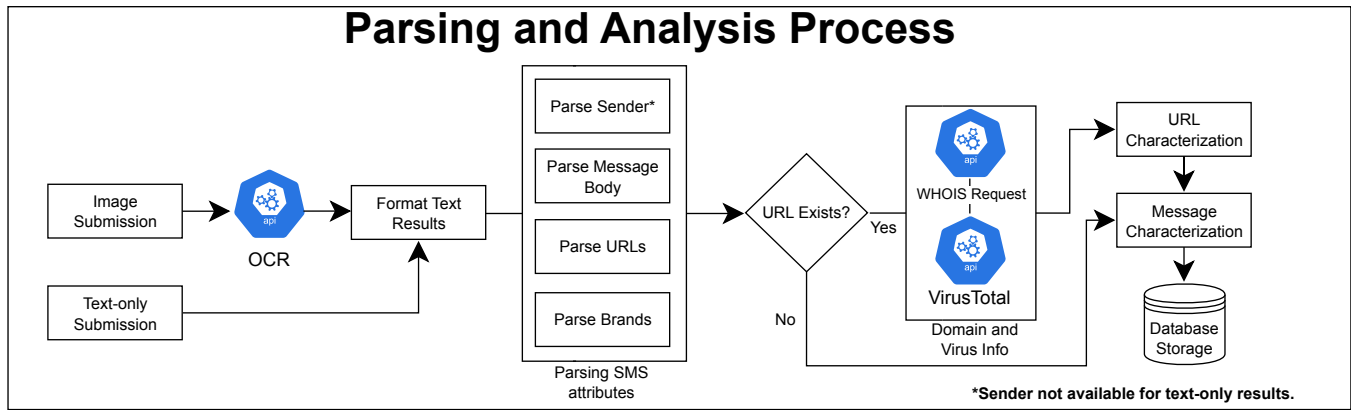 Parsing and Analysis Process
Image
Submission
api
OCR
Text-only
Submission
Format Text
Results
Parse Sender*
Parse Message
Body
Parse URLs
Parse Brands
Parsing SMS
attributes
URL Exists?
Yes
No
api
WHOIS Request
api
VirusTotal
Domain and
Virus Info
URL
Characterization
Message
Characterization
Database
Storage
*Sender not available for text-only results.